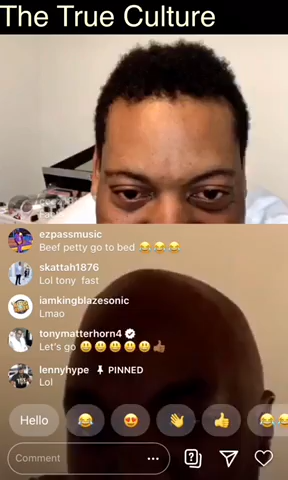 The True Culture
ezpassmusic
Beef petty go to bed 😂😂😂
skattah1876
Lol tony fast
iamkingblazesonic
Lmao
tonymatterhorn4
Let's go 😃😃😃😃😃👍🏾
lennyhype PINNED
Lol
Hello 😂 😍 👋 👍 😂
Comment ...